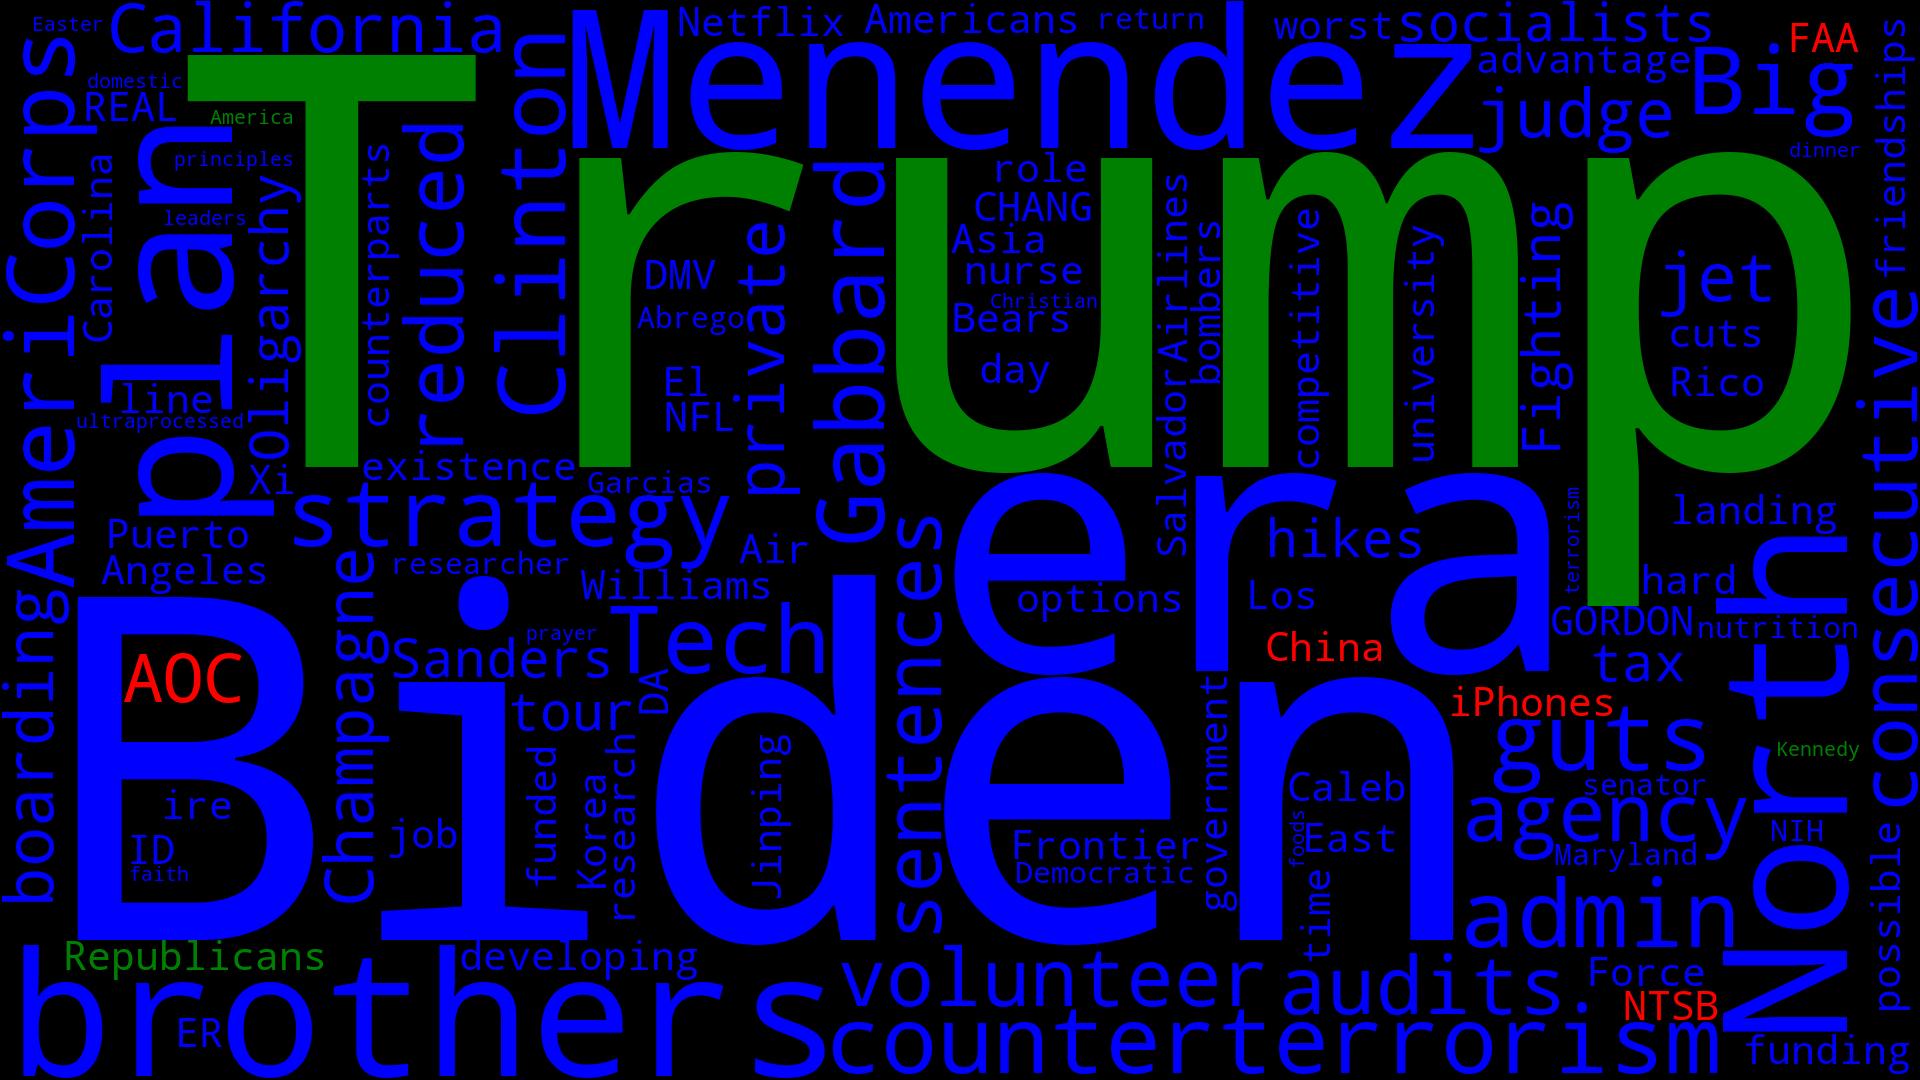 Easter
California
Netflix
Americans
return
worst
socialists
FAA
Menendez
advantage
Big
domestic
REAL
America
judge
friendships
AmeriCorps
Clinton
Trump
plan
principles
dinner
Carolina
leaders
oligarchy
counterparts
reduced
role
CHANG
Asia
nurse
Christian
Bears
day
DMV
Abrego
private
Gabbard
El
NFL
Airlines
Salvador
bombers
competitive
university
Fighting
jet
cuts
Rico
line
ultraprocessed
Xi
existence
Garcias
strategy
era
hikes
terrorism
landing
nonconsecutive
Puerto
Angeles
researcher
Air
Williams
options
Los
hard
GORDON
nutrition
North
boarding
Biden
AOC
Champagne
Sanders
prayer
Tech
sentences
China
tax
iPhones
tour
DA
guts
Kennedy
ire
ID
faith
job
funded
Korea
research
Jinping
government
Caleb
East
foods
senator
agency
NIH
Maryland
Frontier
Democratic
time
admin
possible
Republicans
developing
brothers
ER
volunteer
audits.
Force
NTSB
counterterrorism
funding